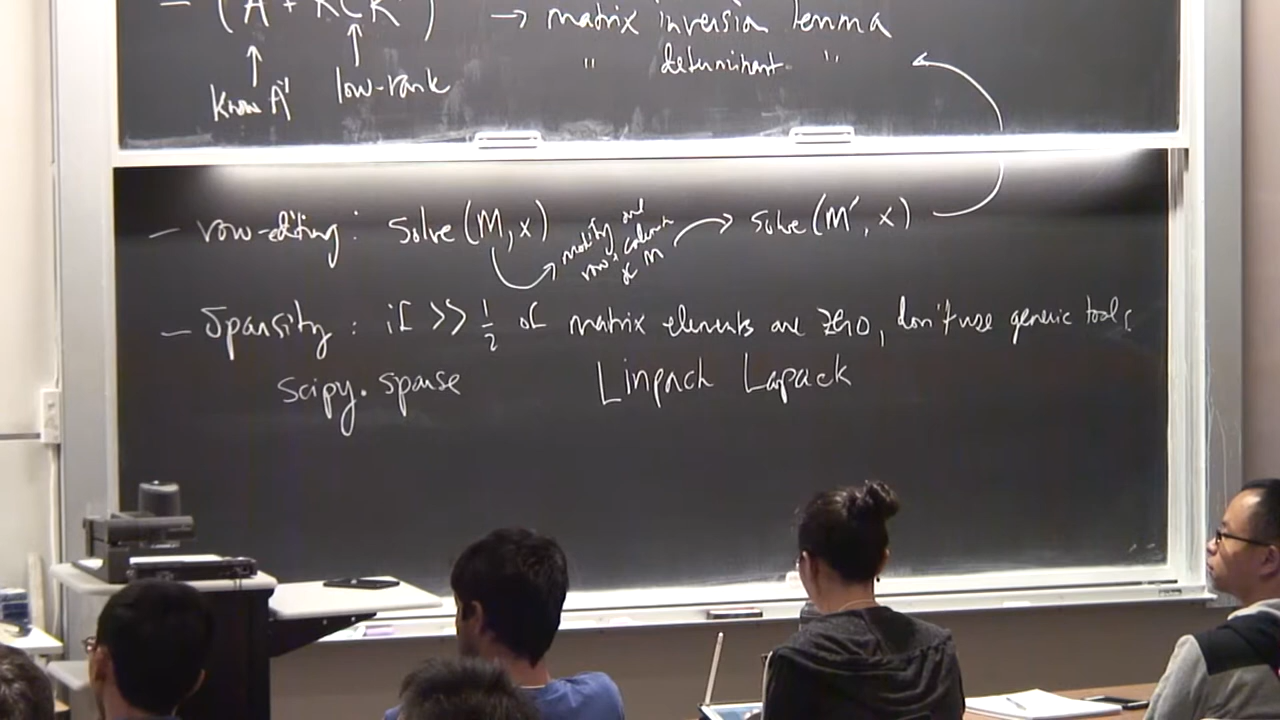 — (A + KCK ) → matrix inversion lemma
" determinant "
know A⁻¹ low-rank
— row-editing: solve(M,x) modify one row + column of M → solve(M′, x)
— Sparsity: if >> 1/2 of matrix elements are zero, don't use generic tools
scipy.sparse Linpack Lapack